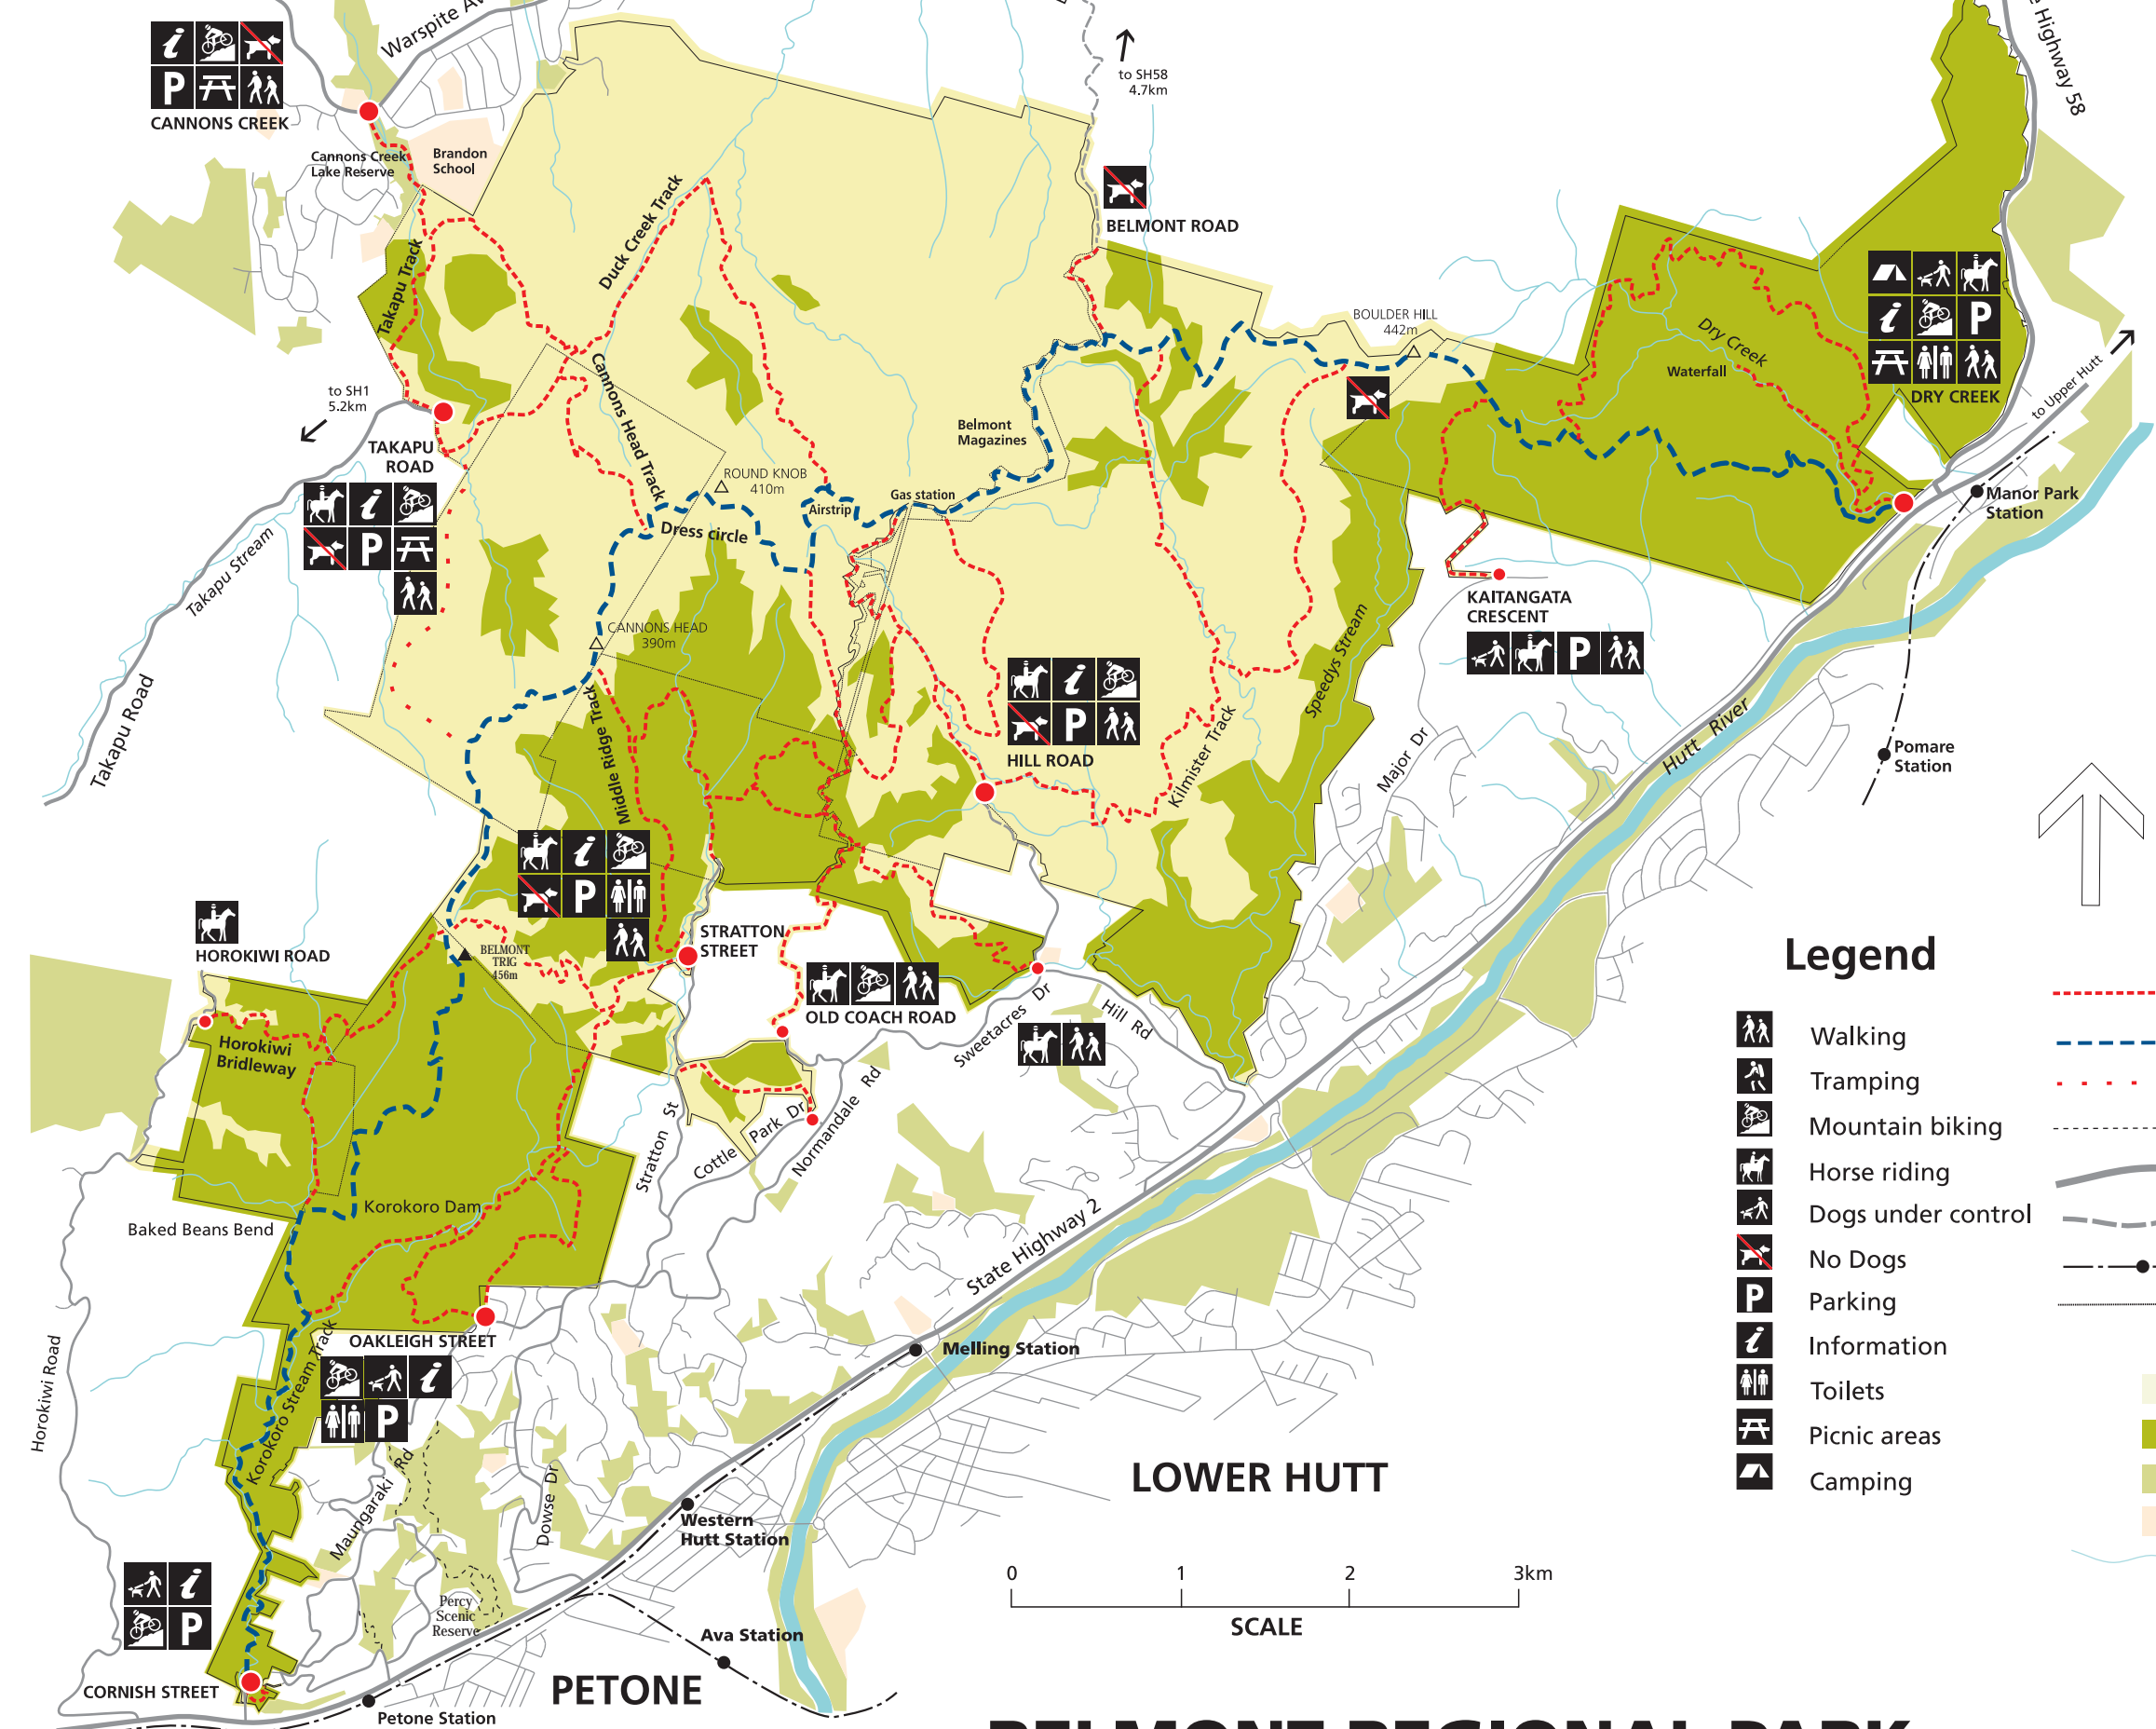 Warspite Av
e Highway 58
to SH58
4.7km
CANNONS CREEK
Cannons Creek
Lake Reserve
Brandon
School
Duck Creek Track
BELMONT ROAD
Takapu Track
BOULDER HILL
442m
Dry Creek
Waterfall
DRY CREEK
to Upper Hutt
to SH1
5.2km
Cannons Head Track
TAKAPU
ROAD
Belmont
Magazines
ROUND KNOB
410m
Gas station
Airstrip
Dress circle
Manor Park
Station
Takapu Stream
CANNONS HEAD
390m
KAITANGATA
CRESCENT
Speedys Stream
Takapu Road
Middle Ridge Track
HILL ROAD
Kilmister Track
Major Dr
Hutt River
Pomare
Station
HOROKIWI ROAD
BELMONT
TRIG
456m
STRATTON
STREET
OLD COACH ROAD
Sweetacres Dr
Hill Rd
Horokiwi
Bridleway
Stratton St
Cottle Park Dr
Normandale Rd
Korokoro Dam
Baked Beans Bend
State Highway 2
OAKLEIGH STREET
Melling Station
Horokiwi Road
Korokoro Stream Track
Maungaraki Rd
Dowse Dr
Western
Hutt Station
LOWER HUTT
Percy
Scenic
Reserve
Ava Station
PETONE
CORNISH STREET
Petone Station
0 1 2 3km
SCALE
Legend
Walking
Tramping
Mountain biking
Horse riding
Dogs under control
No Dogs
P Parking
i Information
Toilets
Picnic areas
Camping
BELMONT REGIONAL PARK